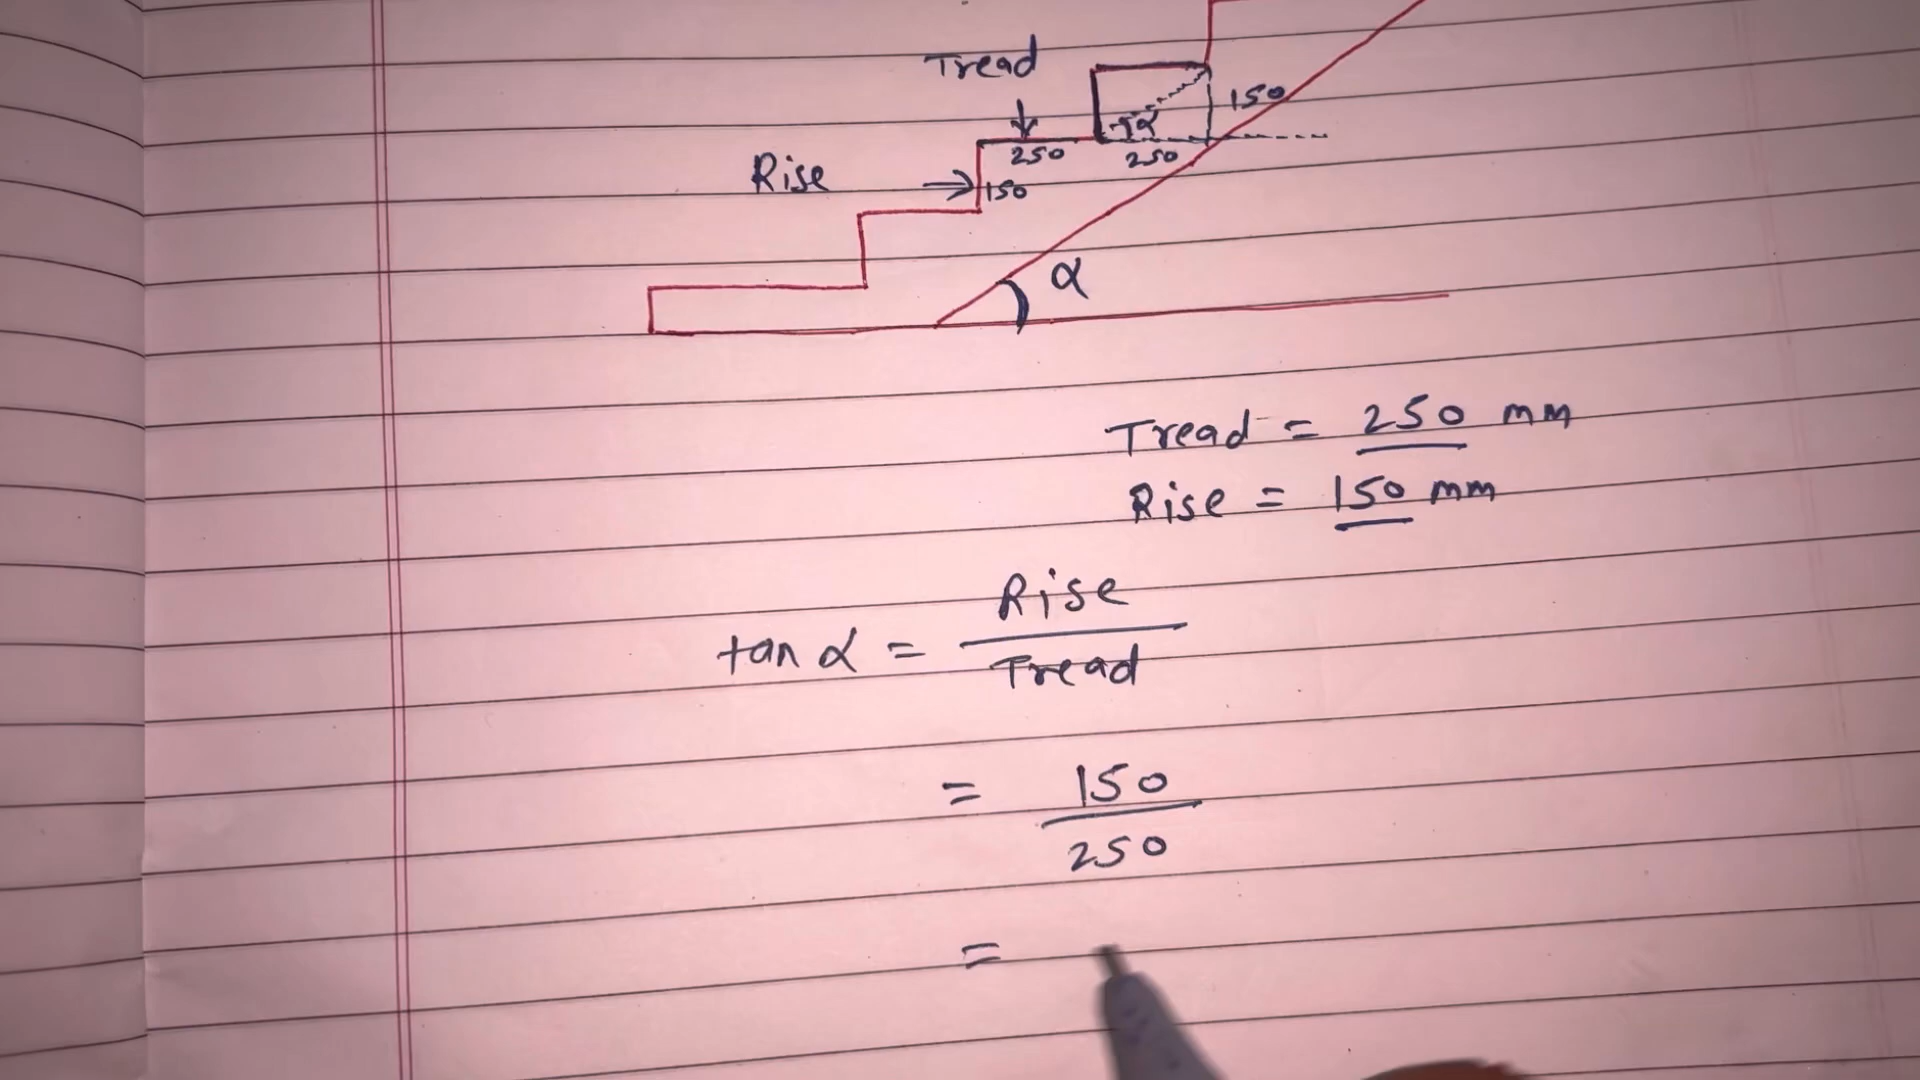 Tread
150
α
250
250
Rise
150
α
Tread = 250 mm
Rise = 150 mm
tan α = Rise / Tread
= 150 / 250
=